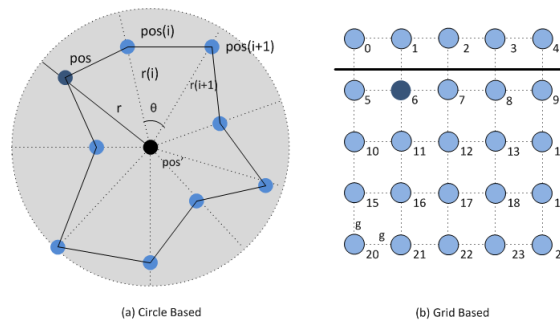 pos(i)
pos
pos(i+1)
r(i)
r(i+1)
r
θ
pos'
(a) Circle Based
0 1 2 3 4
5 6 7 8 9
10 11 12 13
15 16 17 18
g
g
20 21 22 23
(b) Grid Based